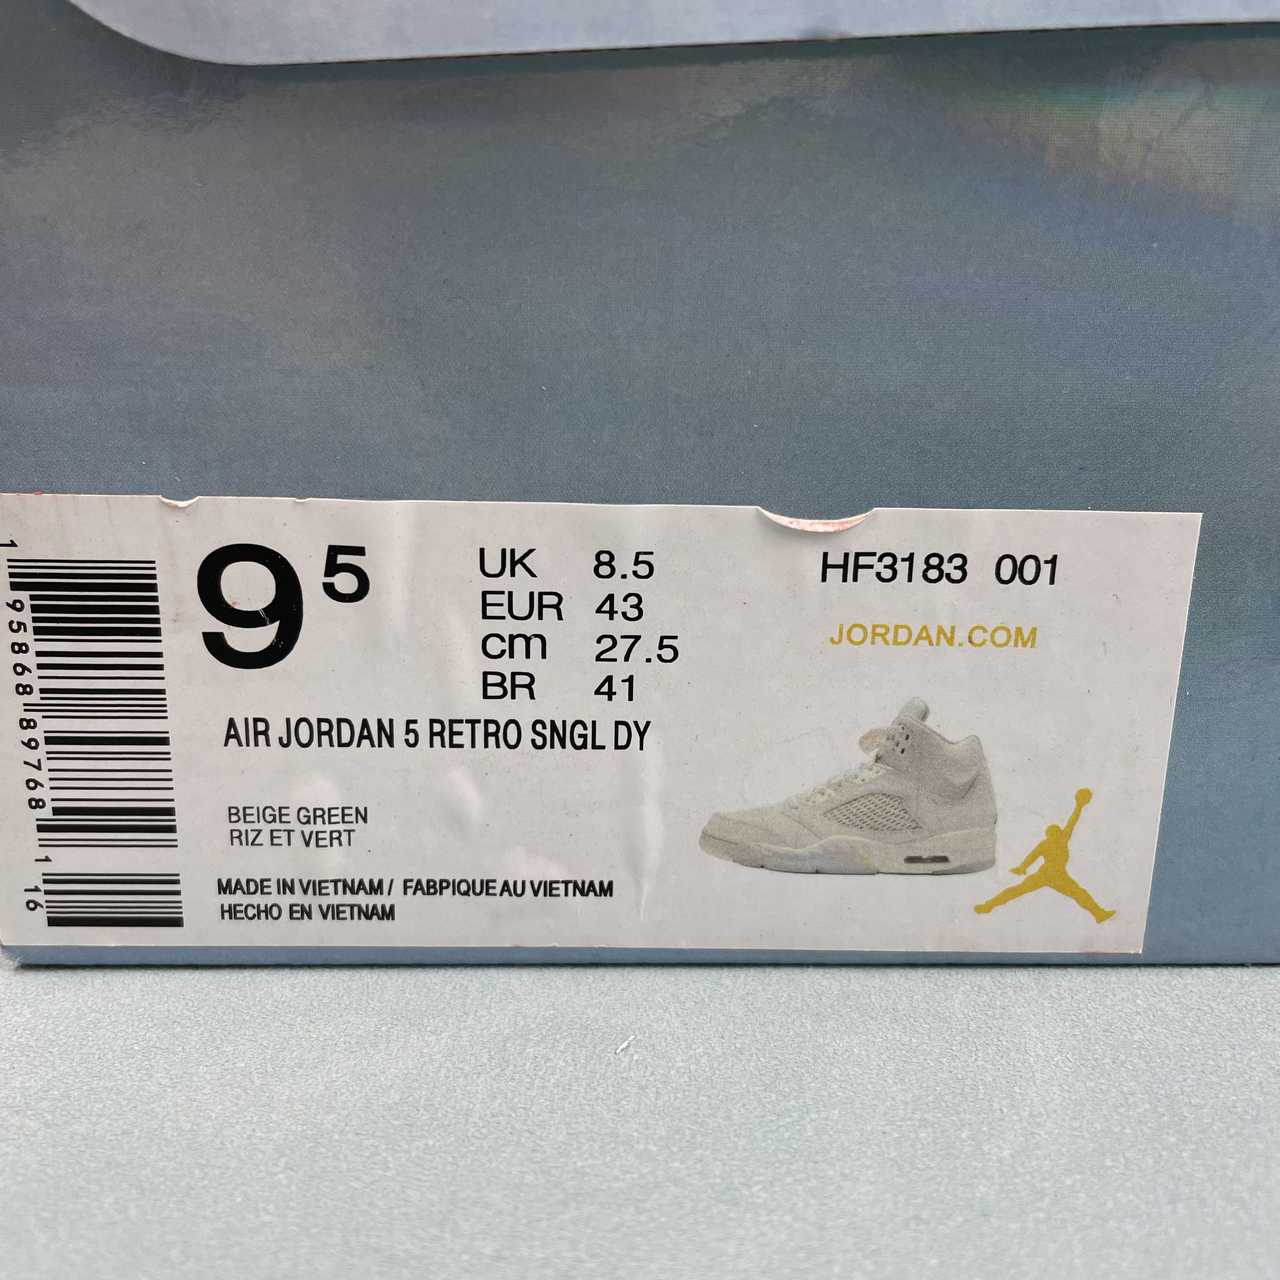 1 95868 89768 1 16
9 5
UK 8.5
EUR 43
cm 27.5
BR 41
HF3183 001
JORDAN.COM
AIR JORDAN 5 RETRO SNGL DY
BEIGE GREEN
RIZ ET VERT
MADE IN VIETNAM / FABPIQUE AU VIETNAM
HECHO EN VIETNAM